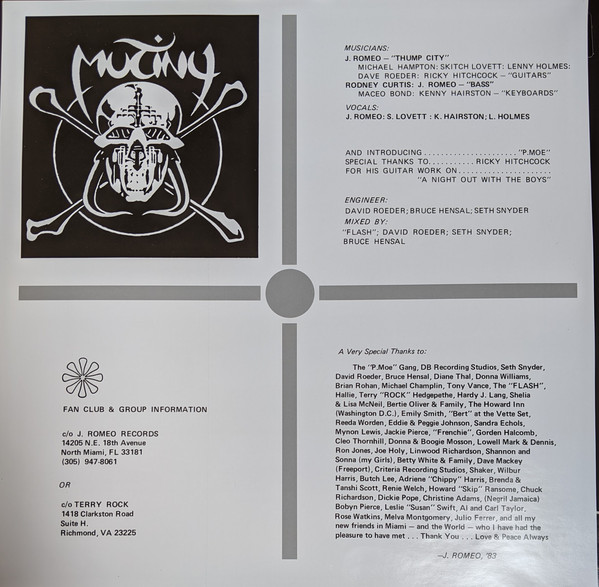 MUTINY
MUSICIANS:
J. ROMEO — "THUMP CITY"
MICHAEL HAMPTON: SKITCH LOVETT: LENNY HOLMES:
DAVE ROEDER: RICKY HITCHCOCK — "GUITARS"
RODNEY CURTIS: J. ROMEO — "BASS"
MACEO BOND: KENNY HAIRSTON — "KEYBOARDS"
VOCALS:
J. ROMEO: S. LOVETT : K. HAIRSTON; L. HOLMES
AND INTRODUCING......................"P.MOE"
SPECIAL THANKS TO...........RICKY HITCHCOCK
FOR HIS GUITAR WORK ON......................
"A NIGHT OUT WITH THE BOYS"
ENGINEER:
DAVID ROEDER; BRUCE HENSAL; SETH SNYDER
MIXED BY:
"FLASH"; DAVID ROEDER; SETH SNYDER;
BRUCE HENSAL
FAN CLUB & GROUP INFORMATION
c/o J. ROMEO RECORDS
14205 N.E. 18th Avenue
North Miami, FL 33181
(305) 947-8061
OR
c/o TERRY ROCK
1418 Clarkston Road
Suite H.
Richmond, VA 23225
A Very Special Thanks to:
The "P.Moe" Gang, DB Recording Studios, Seth Snyder,
David Roeder, Bruce Hensal, Diane Thal, Donna Williams,
Brian Rohan, Michael Champlin, Tony Vance, The "FLASH",
Hallie, Terry "ROCK" Hedgepethe, Hardy J. Lang, Shelia
& Lisa McNeil, Bertie Oliver & Family, The Howard Inn
(Washington D.C.), Emily Smith, "Bert" at the Vette Set,
Reeda Worden, Eddie & Peggie Johnson, Sandra Echols,
Mynon Lewis, Jackie Pierce, "Frenchie", Gorden Halcomb,
Cleo Thornhill, Donna & Boogie Mosson, Lowell Mark & Dennis,
Ron Jones, Joe Holy, Linwood Richardson, Shannon and
Sonna (my Girls), Betty White & Family, Dave Mackey
(Freeport), Criteria Recording Studios, Shaker, Wilbur
Harris, Butch Lee, Adriene "Chippy" Harris, Brenda &
Tanshi Scott, Renie Welch, Howard "Skip" Ransome, Chuck
Richardson, Dickie Pope, Christine Adams, (Negril Jamaica)
Bobyn Pierce, Leslie "Susan" Swift, Al and Carl Taylor,
Rose Watkins, Melva Montgomery, Julio Ferrer, and all my
new friends in Miami — and the World — who I have had the
pleasure to have met . . . Thank You . . . Love & Peace Always
—J. ROMEO, '83